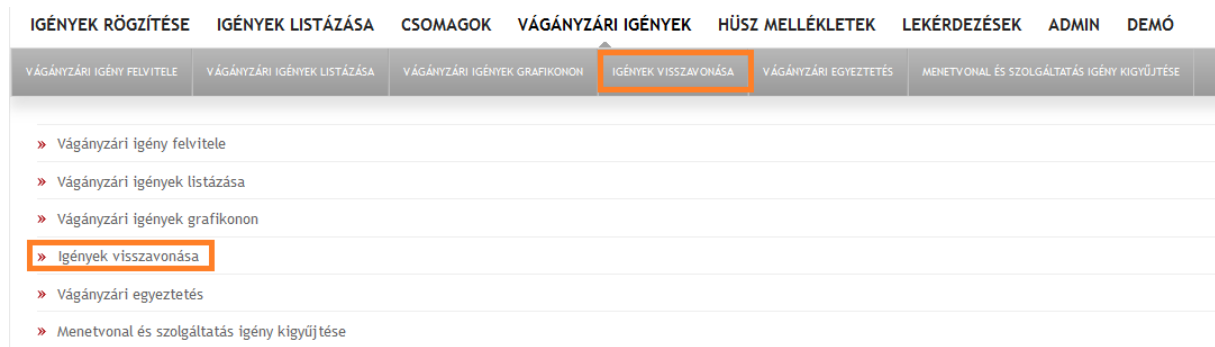 IGÉNYEK RÖGZÍTÉSE IGÉNYEK LISTÁZÁSA CSOMAGOK VÁGÁNYZÁRI IGÉNYEK HÜSZ MELLÉKLETEK LEKÉRDEZÉSEK ADMIN DEMÓ
VÁGÁNYZÁRI IGÉNY FELVITELE VÁGÁNYZÁRI IGÉNYEK LISTÁZÁSA VÁGÁNYZÁRI IGÉNYEK GRAFIKONON IGÉNYEK VISSZAVONÁSA VÁGÁNYZÁRI EGYEZTETÉS MENETVONAL ÉS SZOLGÁLTATÁS IGÉNY KIGYŰJTÉSE
» Vágányzári igény felvitele
» Vágányzári igények listázása
» Vágányzári igények grafikonon
» Igények visszavonása
» Vágányzári egyeztetés
» Menetvonal és szolgáltatás igény kigyűjtése